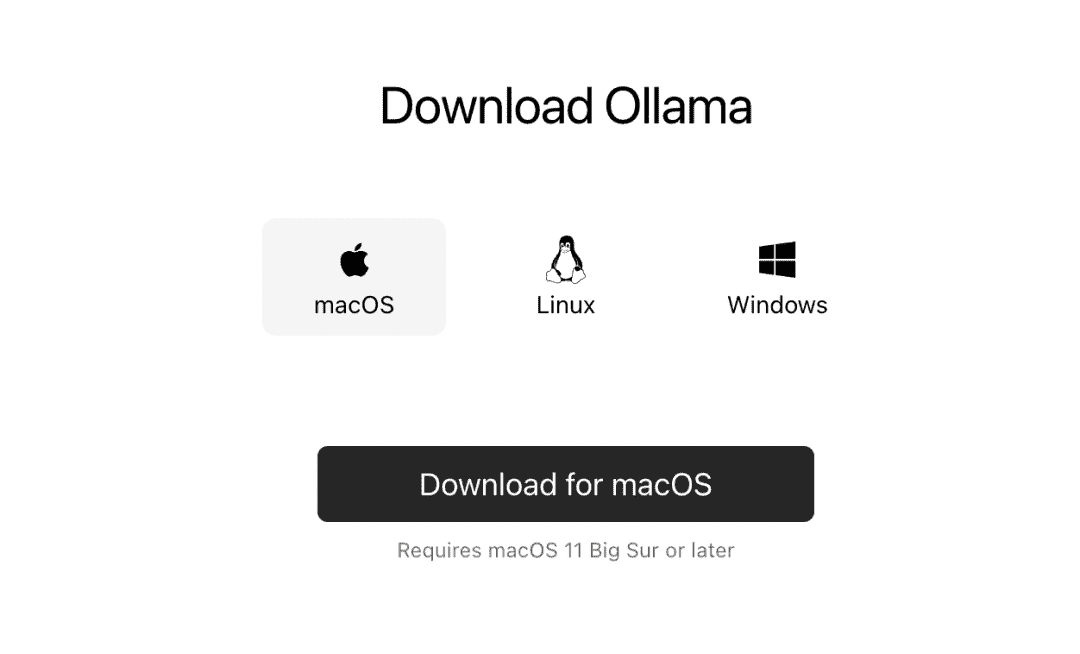 Download Ollama
macOS
Linux
Windows
Download for macOS
Requires macOS 11 Big Sur or later